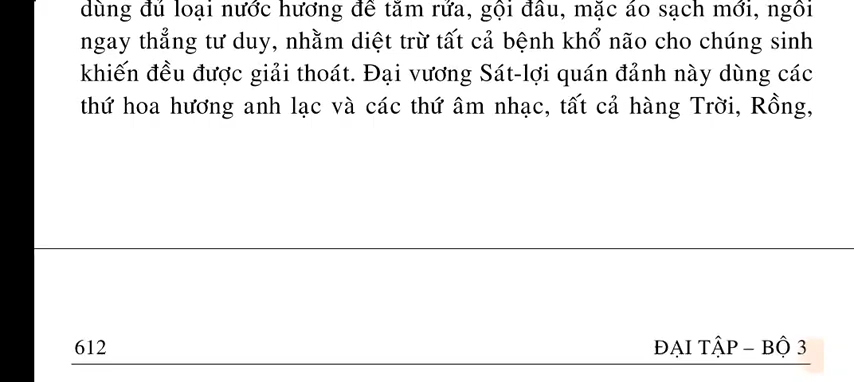 dùng đủ loại nước hương để tắm rửa, gội đầu, mặc áo sạch mới, ngồi
ngay thẳng tư duy, nhằm diệt trừ tất cả bệnh khổ não cho chúng sinh
khiến đều được giải thoát. Đại vương Sát-lợi quán đảnh này dùng các
thứ hoa hương anh lạc và các thứ âm nhạc, tất cả hàng Trời, Rồng,
612 ĐẠI TẬP – BỘ 3